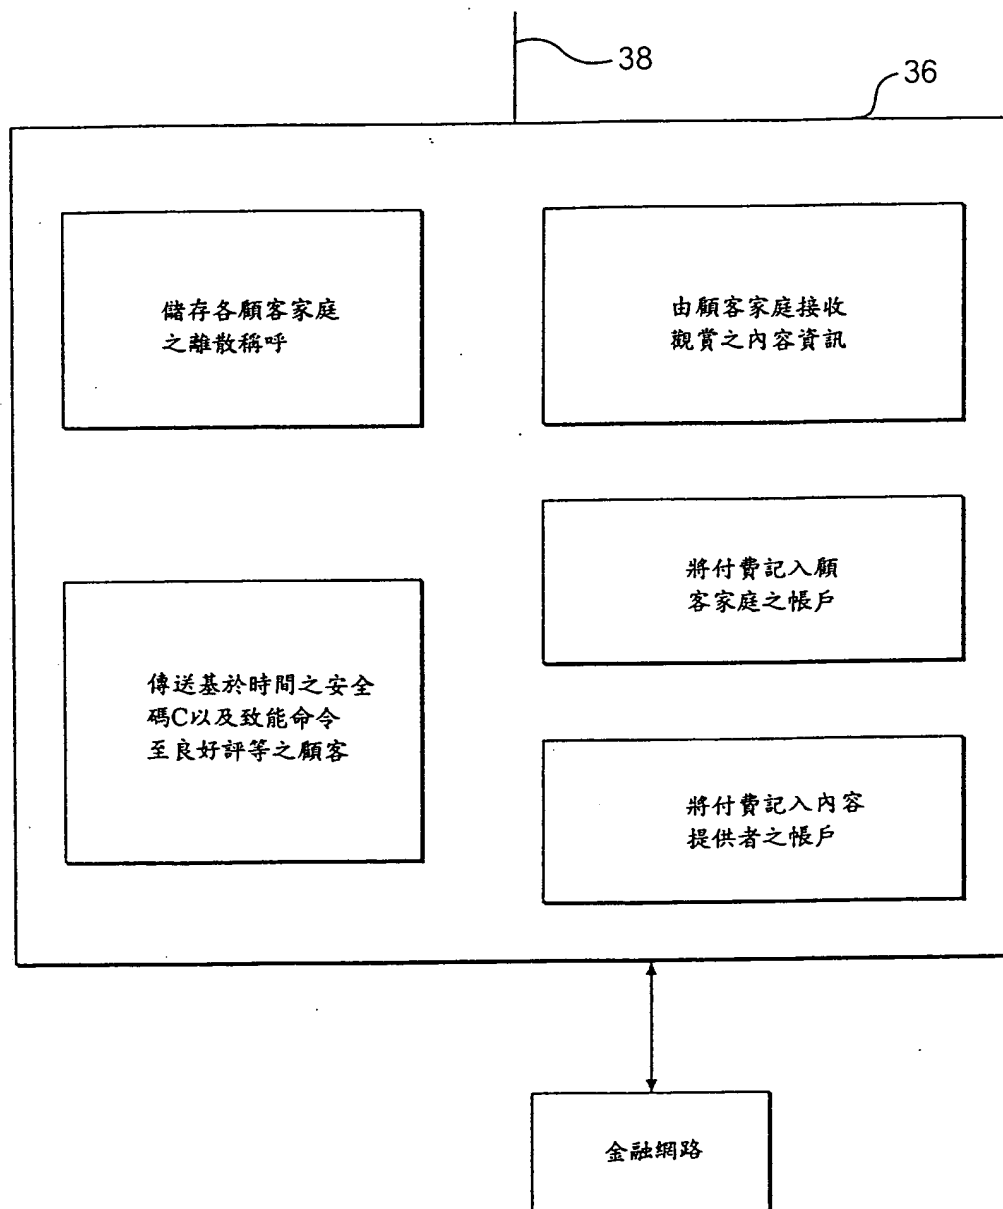 38
36
儲存各顧客家庭
之離散稱呼
由顧客家庭接收
觀賞之內容資訊
將付費記入顧
客家庭之帳戶
傳送基於時間之安全
碼C以及致能命令
至良好評等之顧客
將付費記入內容
提供者之帳戶
金融網路